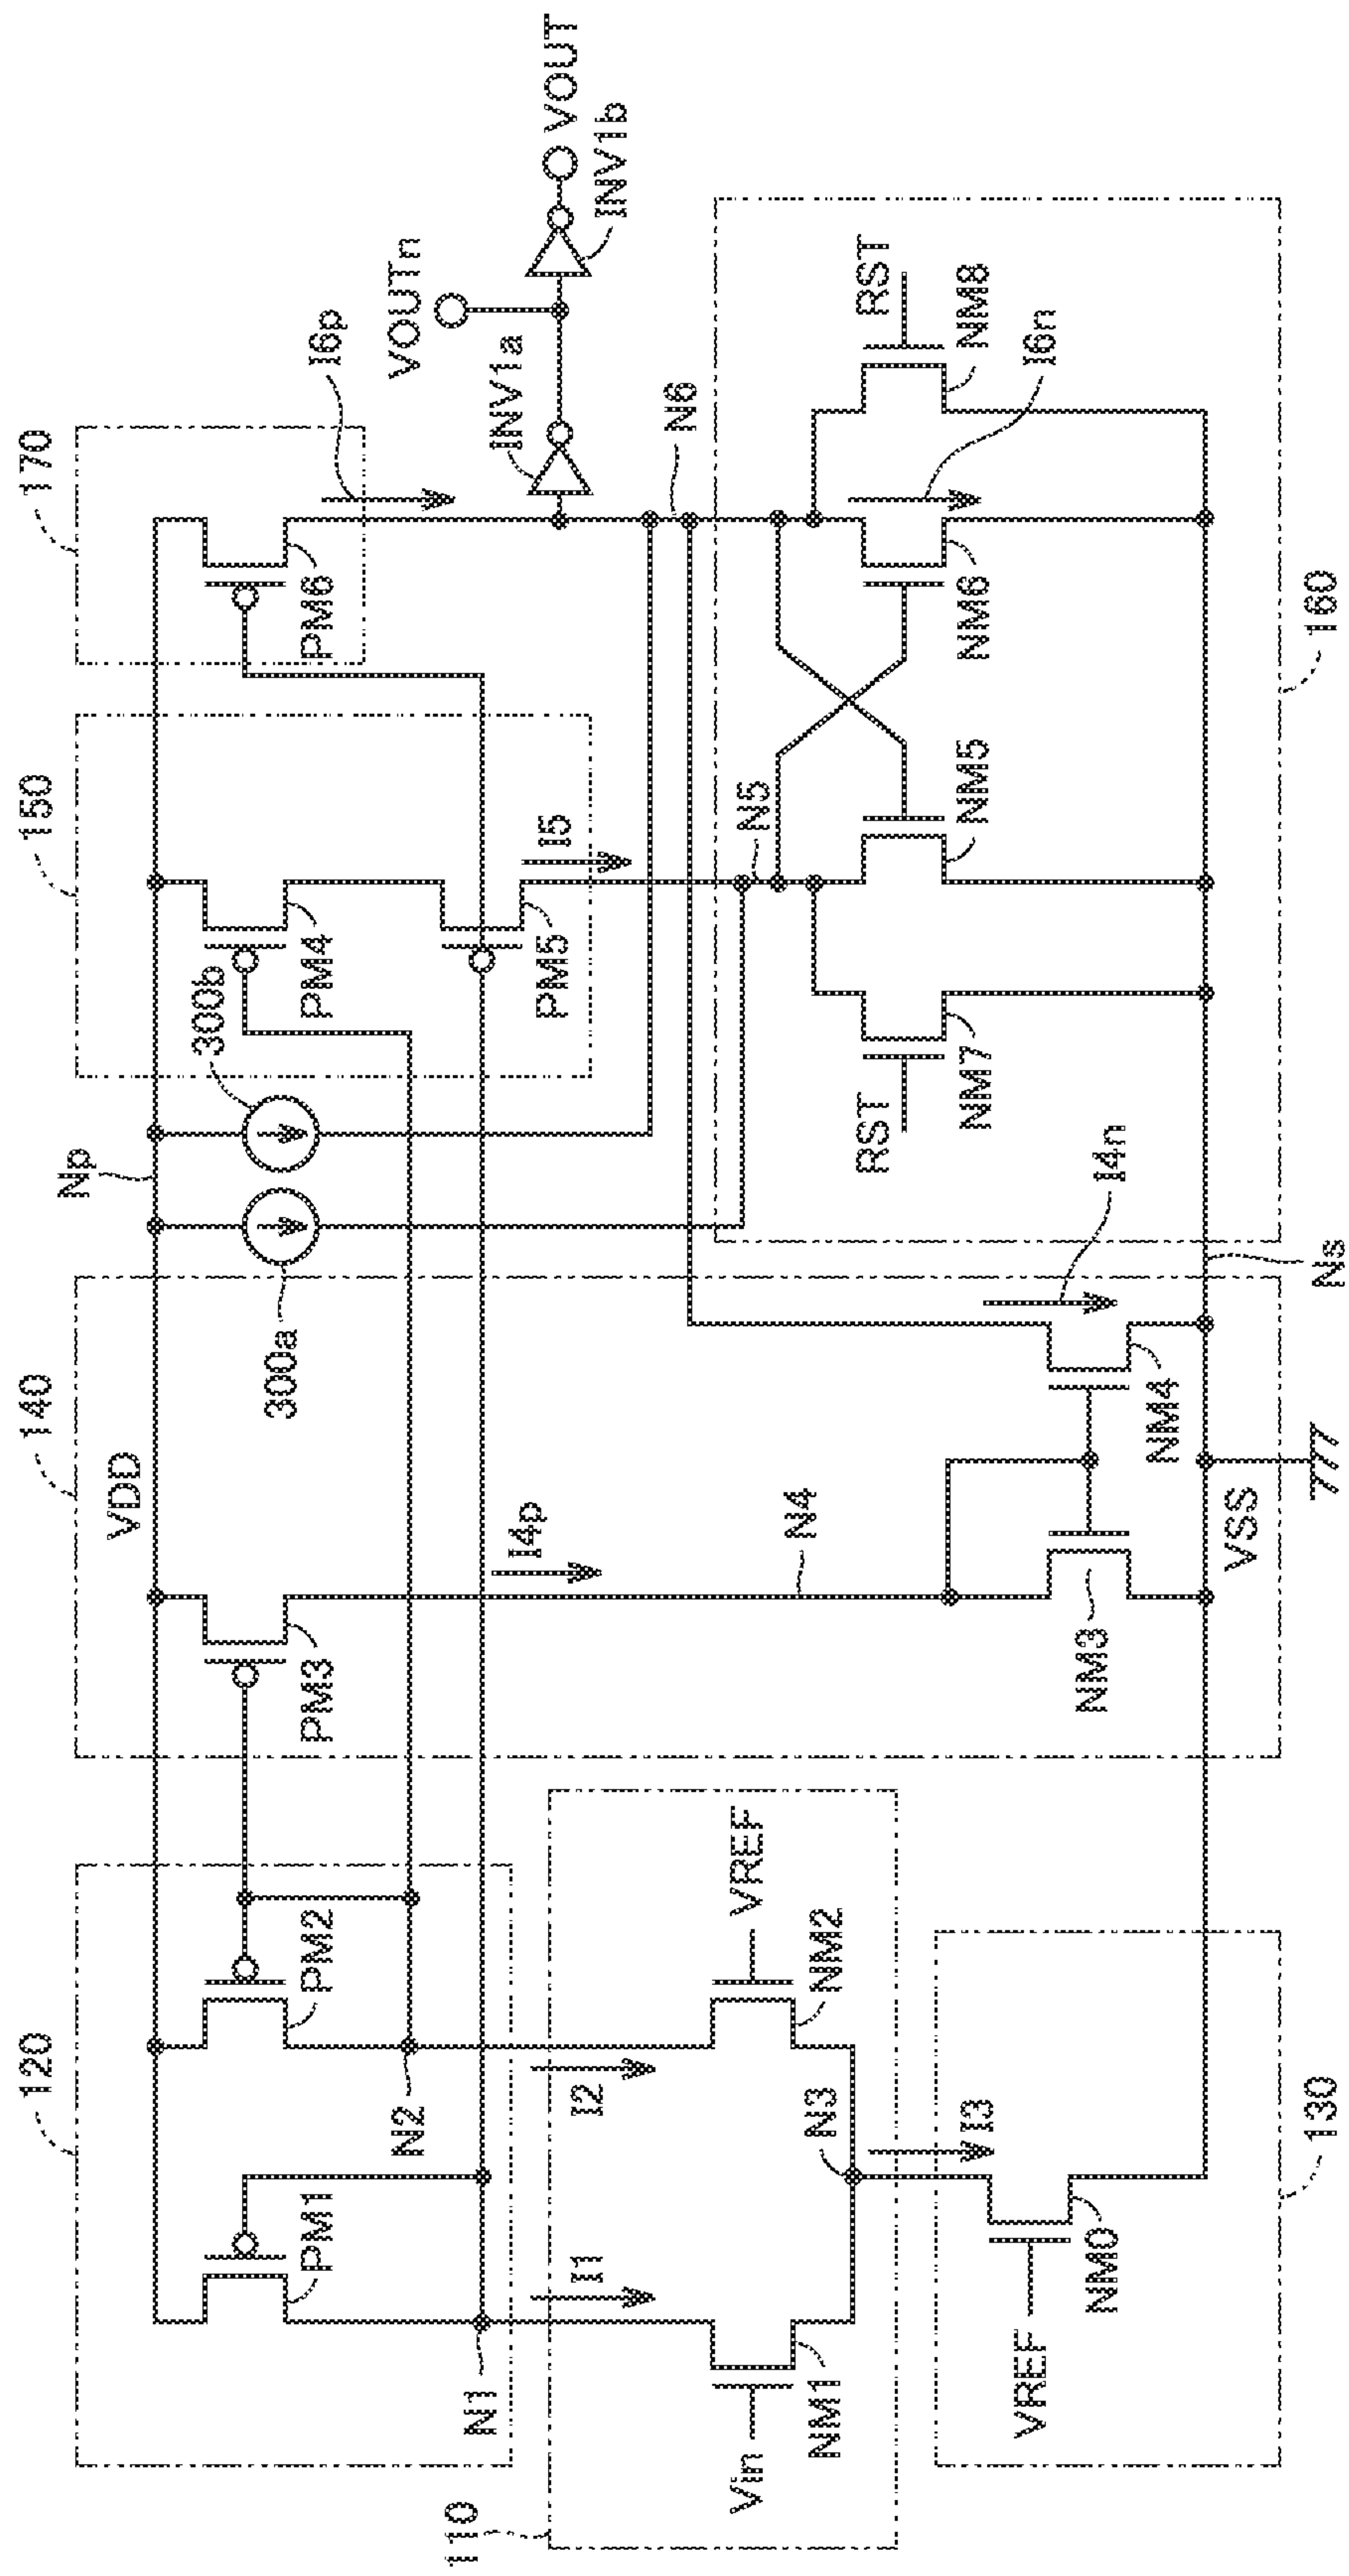 120
140
150
170
Np
VDD
300a
300b
PM1
PM2
PM3
PM4
PM5
PM6
I6p
VOUTn
VOUT
INV1a
INV1b
N1
N2
I1
I2
I4p
I5
N6
110
Vin
NM1
VREF
NM2
N3
N4
N5
RST
NM7
NM5
NM6
RST
NM8
I6n
I4n
I3
VREF
NM0
NM3
NM4
VSS
Ns
130
160